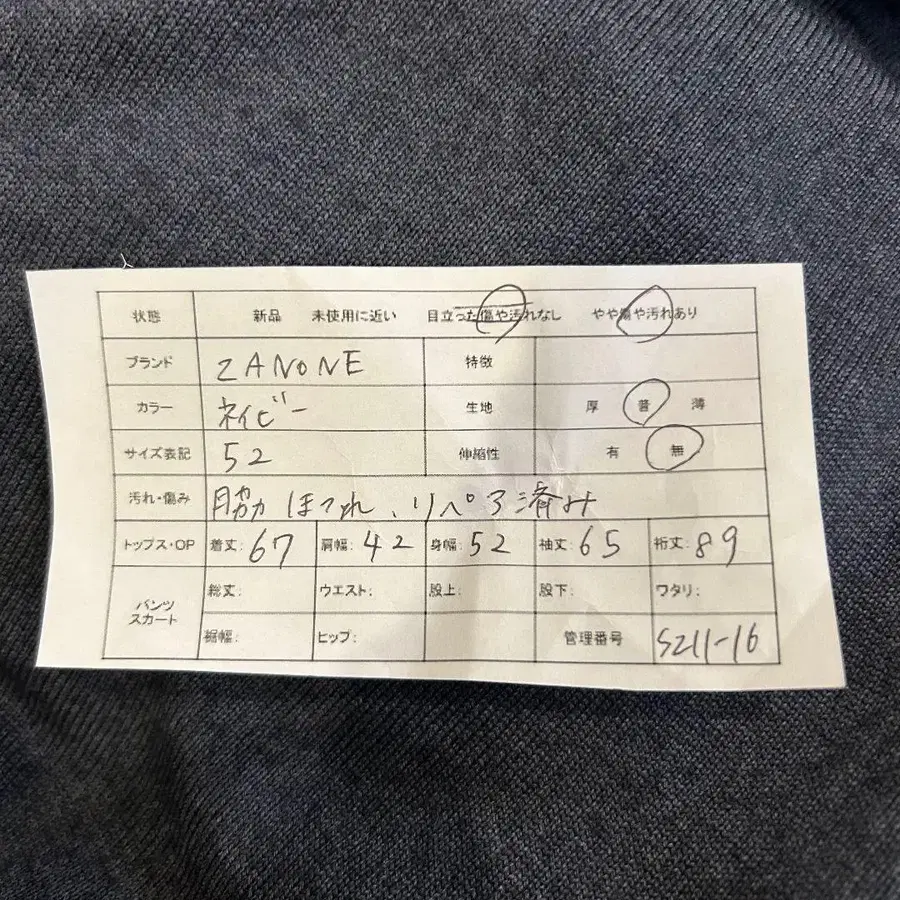 状態 新品 未使用に近い 目立った傷や汚れなし やや傷や汚れあり
ブランド ZANONE 特徴
カラー ネイビー 生地 厚 普 薄
サイズ表記 52 伸縮性 有 無
汚れ・傷み 脇ほつれ、リペア済み
トップス・OP 着丈:67 肩幅:42 身幅:52 袖丈:65 裄丈:89
パンツ
スカート
総丈: ウエスト: 股上: 股下: ワタリ:
裾幅: ヒップ: 管理番号 S211-16